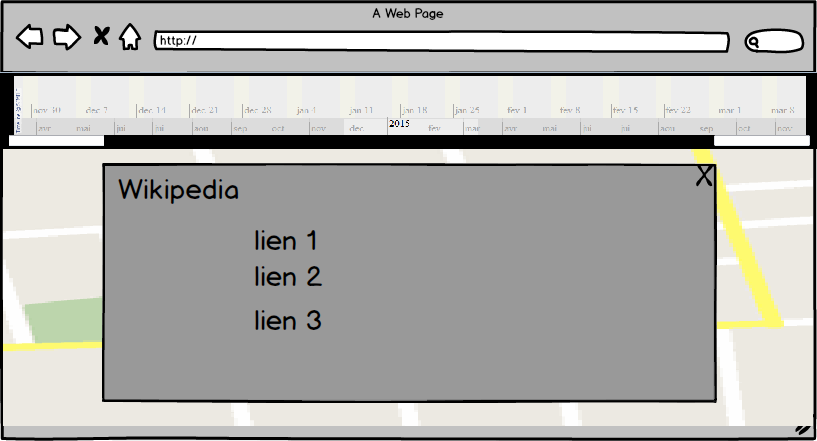 A Web Page
http://
nov 30 dec 7 dec 14 dec 21 dec 28 jan 4 jan 11 jan 18 jan 25 fev 1 fev 8 fev 15 fev 22 mar 1 mar 8
avr mai jui jui aou sep oct nov dec 2015 fev mar avr mai jui jui aou sep oct nov
Wikipedia
X
lien 1
lien 2
lien 3